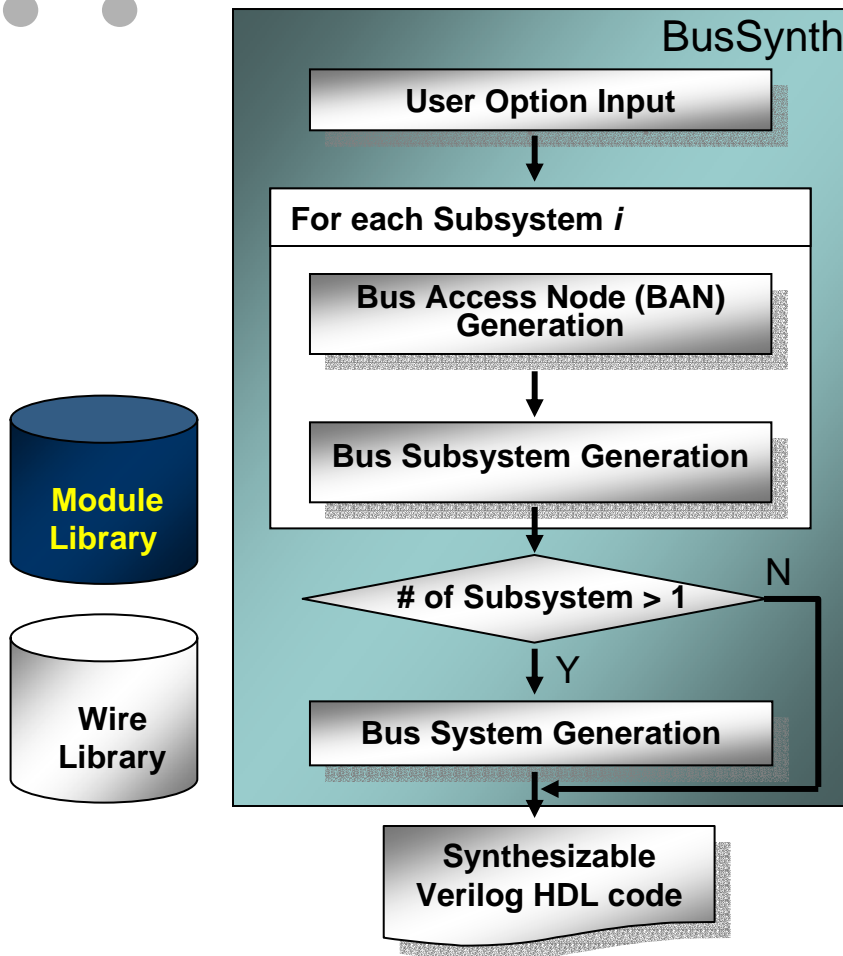 BusSynth
User Option Input
For each Subsystem i
Bus Access Node (BAN)
Generation
Bus Subsystem Generation
Module
Library
# of Subsystem > 1
N
Y
Wire
Library
Bus System Generation
Synthesizable
Verilog HDL code